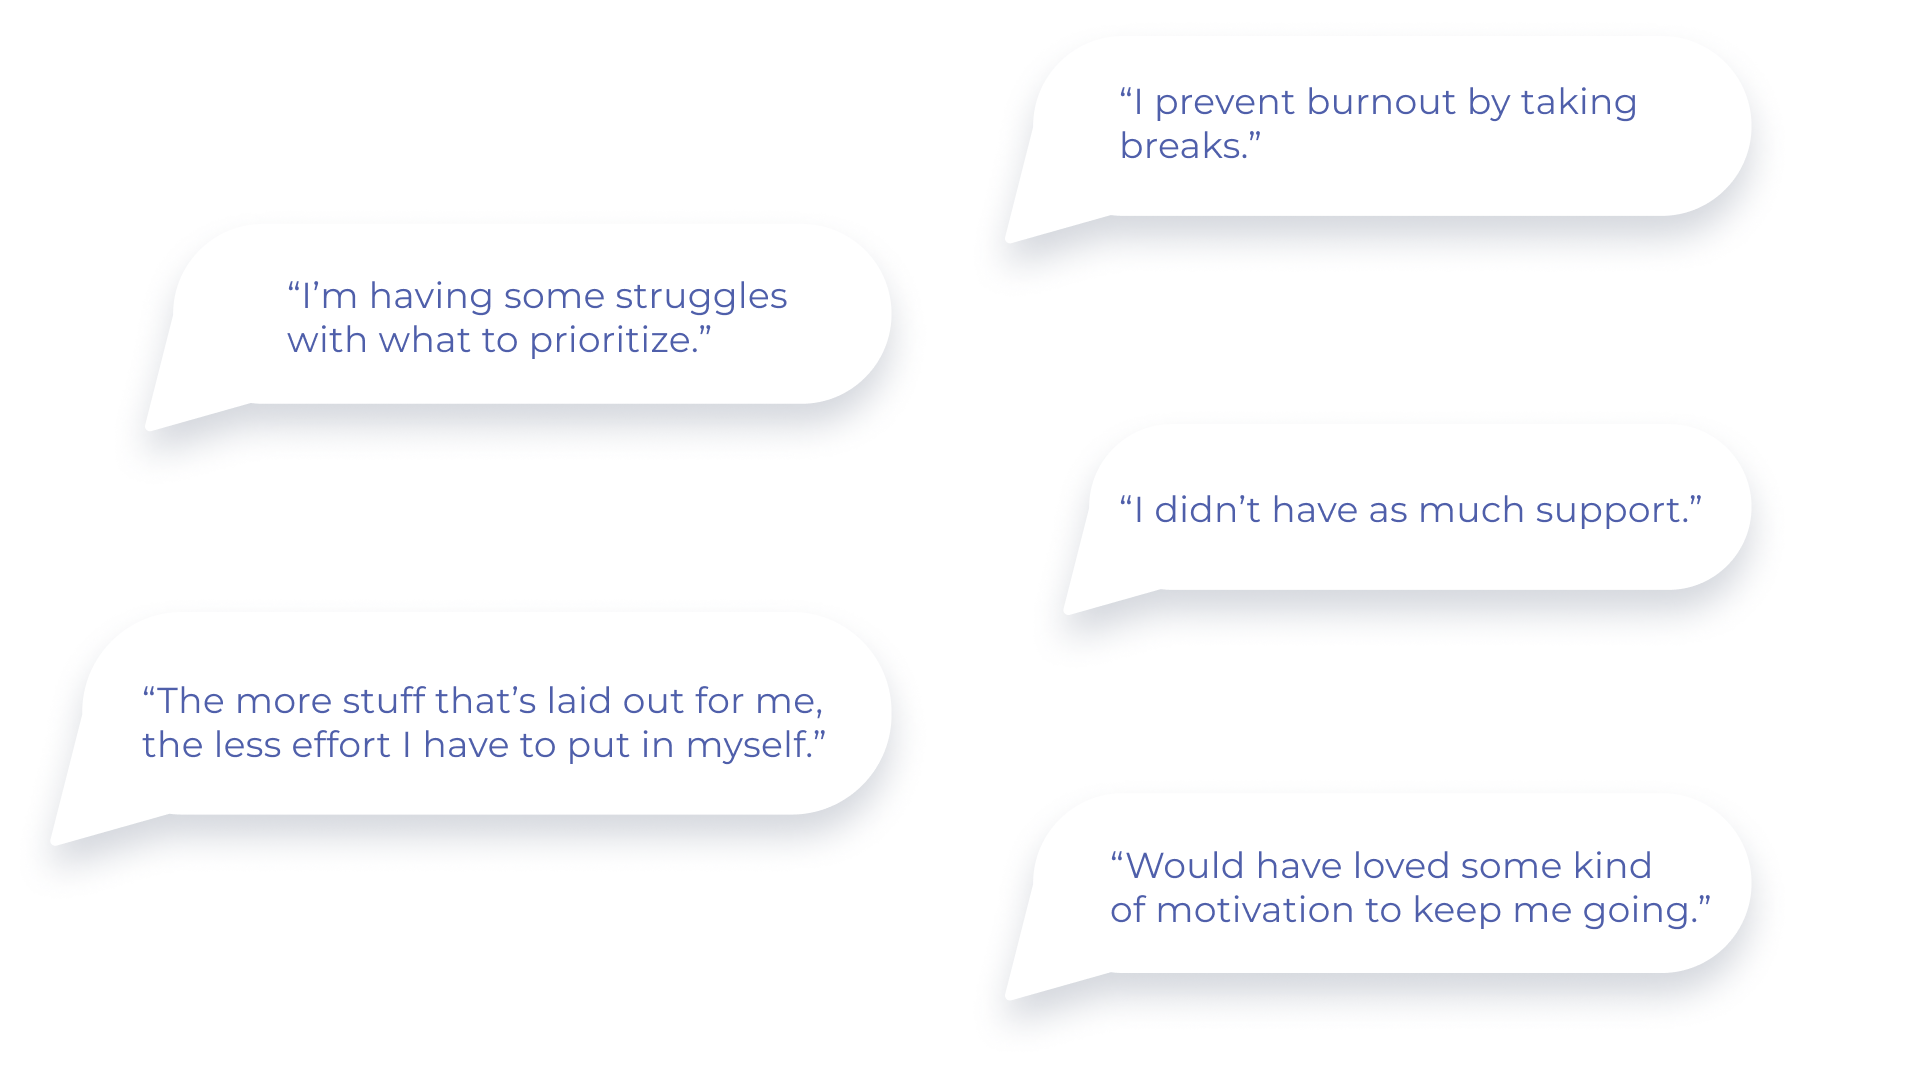 “I prevent burnout by taking
breaks.”
“I’m having some struggles
with what to prioritize.”
“I didn’t have as much support.”
“The more stuff that’s laid out for me,
the less effort I have to put in myself.”
“Would have loved some kind
of motivation to keep me going.”